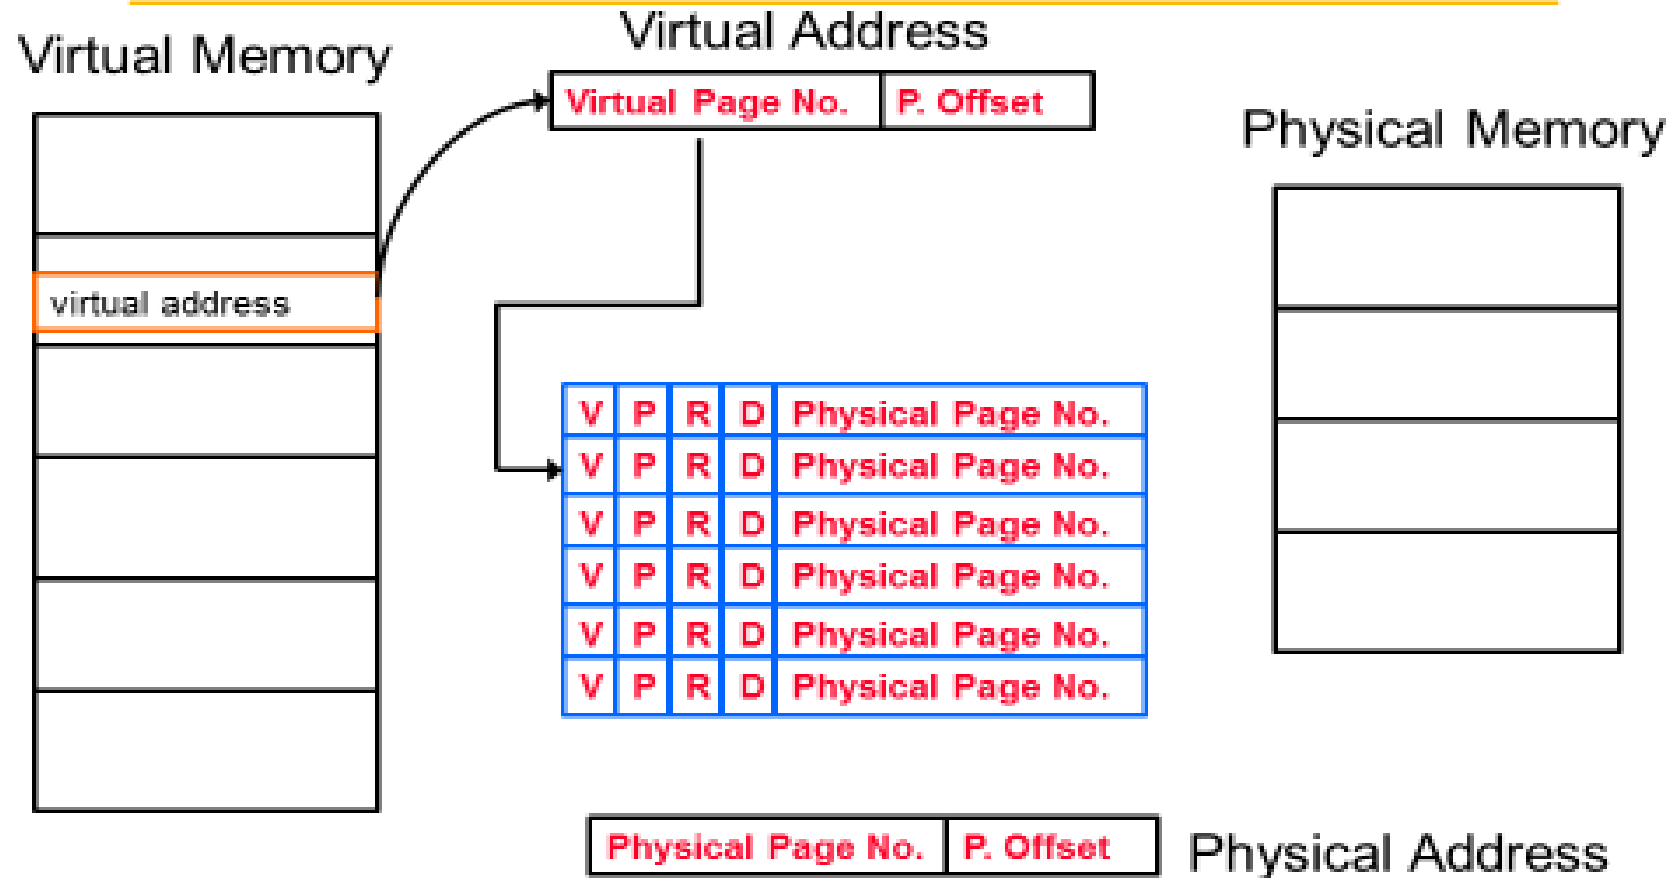 Virtual Memory
Virtual Address
Virtual Page No. P. Offset
Physical Memory
virtual address
V P R D Physical Page No.
V P R D Physical Page No.
V P R D Physical Page No.
V P R D Physical Page No.
V P R D Physical Page No.
V P R D Physical Page No.
Physical Page No. P. Offset
Physical Address